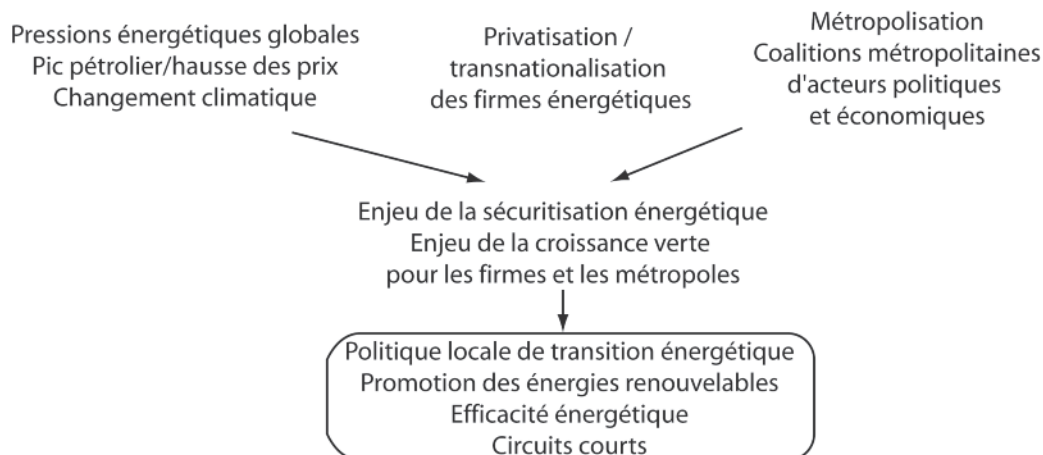 Pressions énergétiques globales
Pic pétrolier/hausse des prix
Changement climatique
Privatisation /
transnationalisation
des firmes énergétiques
Métropolisation
Coalitions métropolitaines
d'acteurs politiques
et économiques
Enjeu de la sécuritisation énergétique
Enjeu de la croissance verte
pour les firmes et les métropoles
Politique locale de transition énergétique
Promotion des énergies renouvelables
Efficacité énergétique
Circuits courts